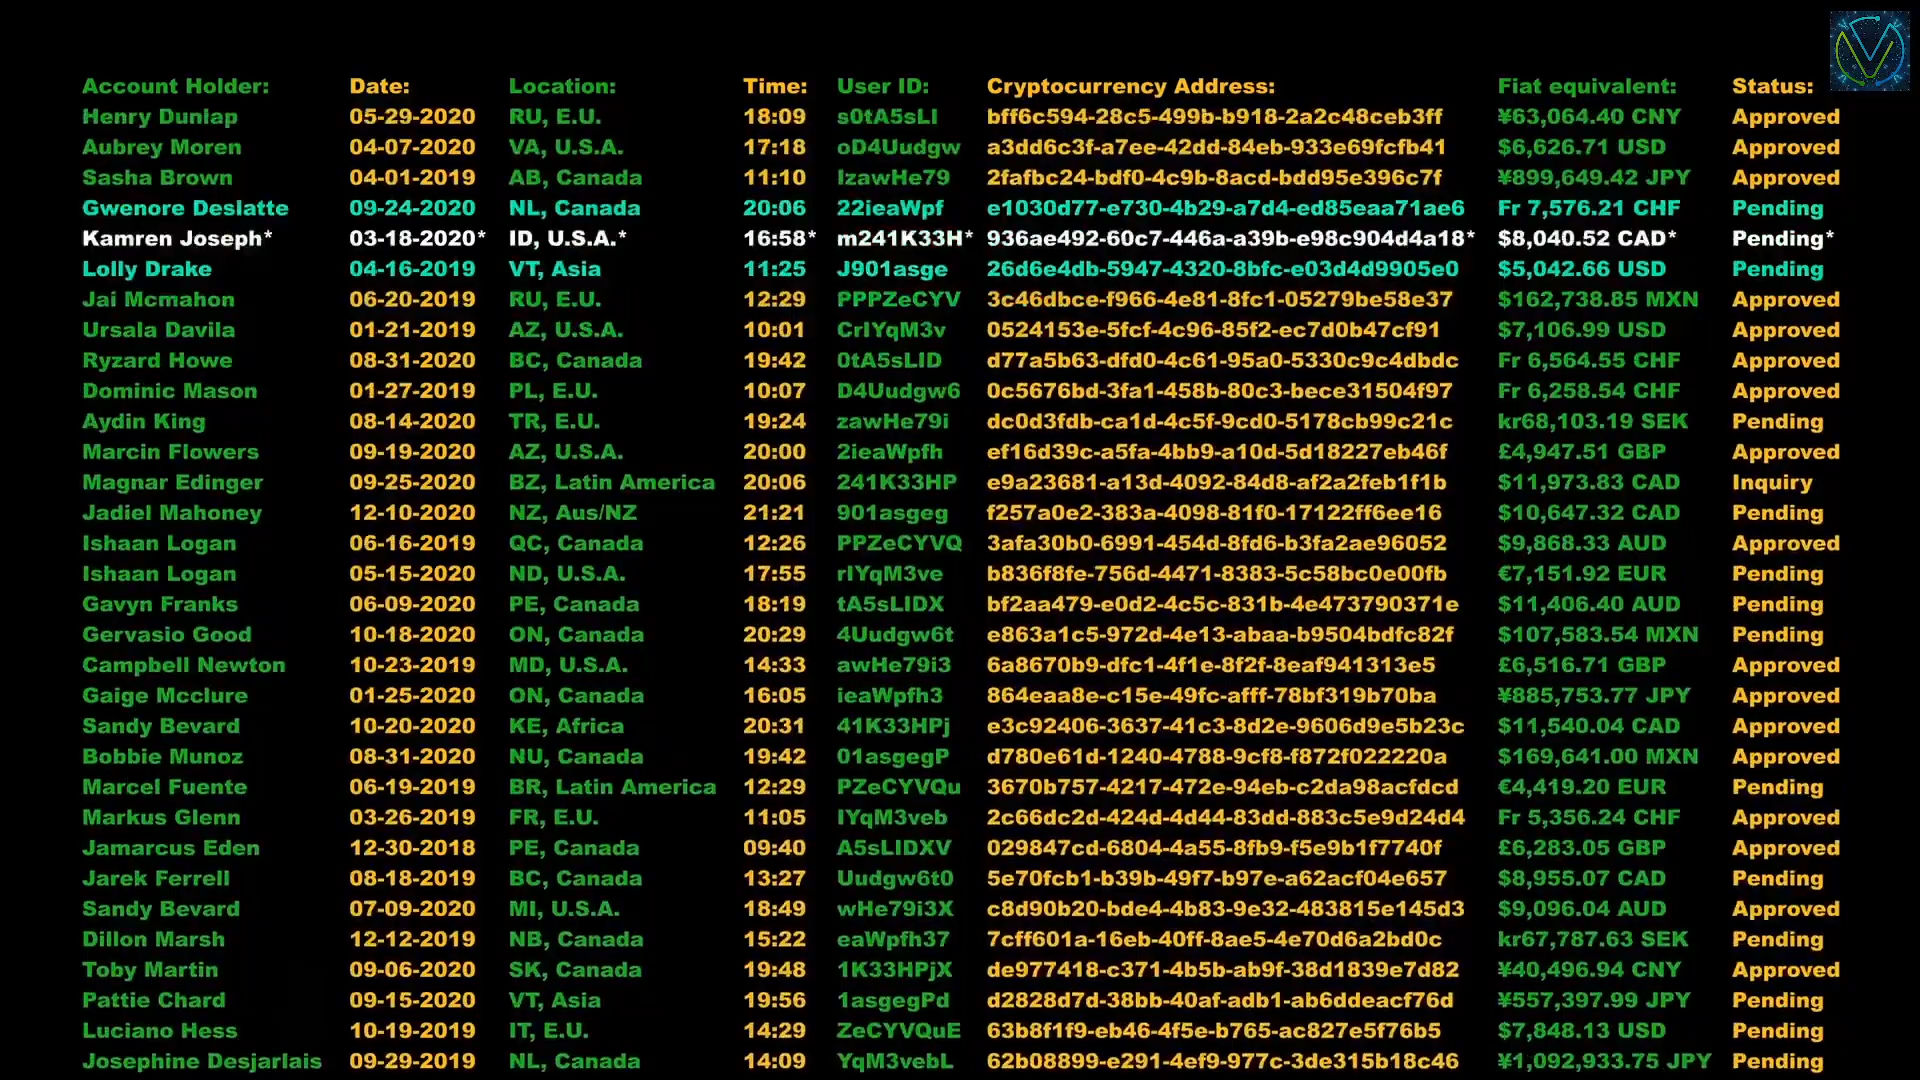 Account Holder: Date: Location: Time: User ID: Cryptocurrency Address: Fiat equivalent: Status:
Henry Dunlap 05-29-2020 RU, E.U. 18:09 s0tA5sLI bff6c594-28c5-499b-b918-2a2c48ceb3ff ¥63,064.40 CNY Approved
Aubrey Moren 04-07-2020 VA, U.S.A. 17:18 oD4Uudgw a3dd6c3f-a7ee-42dd-84eb-933e69fcfb41 $6,626.71 USD Approved
Sasha Brown 04-01-2019 AB, Canada 11:10 IzawHe79 2fafbc24-bdf0-4c9b-8acd-bdd95e396c7f ¥899,649.42 JPY Approved
Gwenore Deslatte 09-24-2020 NL, Canada 20:06 22ieaWpf e1030d77-e730-4b29-a7d4-ed85eaa71ae6 Fr 7,576.21 CHF Pending
Kamren Joseph* 03-18-2020* ID, U.S.A.* 16:58* m241K33H* 936ae492-60c7-446a-a39b-e98c904d4a18* $8,040.52 CAD* Pending*
Lolly Drake 04-16-2019 VT, Asia 11:25 J901asge 26d6e4db-5947-4320-8bfc-e03d4d9905e0 $5,042.66 USD Pending
Jai Mcmahon 06-20-2019 RU, E.U. 12:29 PPPZeCYV 3c46dbce-f966-4e81-8fc1-05279be58e37 $162,738.85 MXN Approved
Ursala Davila 01-21-2019 AZ, U.S.A. 10:01 CrIYqM3v 0524153e-5fcf-4c96-85f2-ec7d0b47cf91 $7,106.99 USD Approved
Ryzard Howe 08-31-2020 BC, Canada 19:42 0tA5sLID d77a5b63-dfd0-4c61-95a0-5330c9c4dbdc Fr 6,564.55 CHF Approved
Dominic Mason 01-27-2019 PL, E.U. 10:07 D4Uudgw6 0c5676bd-3fa1-458b-80c3-bece31504f97 Fr 6,258.54 CHF Approved
Aydin King 08-14-2020 TR, E.U. 19:24 zawHe79i dc0d3fdb-ca1d-4c5f-9cd0-5178cb99c21c kr68,103.19 SEK Pending
Marcin Flowers 09-19-2020 AZ, U.S.A. 20:00 2ieaWpfh ef16d39c-a5fa-4bb9-a10d-5d18227eb46f £4,947.51 GBP Approved
Magnar Edinger 09-25-2020 BZ, Latin America 20:06 241K33HP e9a23681-a13d-4092-84d8-af2a2feb1f1b $11,973.83 CAD Inquiry
Jadiel Mahoney 12-10-2020 NZ, Aus/NZ 21:21 901asgeg f257a0e2-383a-4098-81f0-17122ff6ee16 $10,647.32 CAD Pending
Ishaan Logan 06-16-2019 QC, Canada 12:26 PPZeCYVQ 3afa30b0-6991-454d-8fd6-b3fa2ae96052 $9,868.33 AUD Approved
Ishaan Logan 05-15-2020 ND, U.S.A. 17:55 rIYqM3ve b836f8fe-756d-4471-8383-5c58bc0e00fb €7,151.92 EUR Pending
Gavyn Franks 06-09-2020 PE, Canada 18:19 tA5sLIDX bf2aa479-e0d2-4c5c-831b-4e473790371e $11,406.40 AUD Pending
Gervasio Good 10-18-2020 ON, Canada 20:29 4Uudgw6t e863a1c5-972d-4e13-abaa-b9504bdfc82f $107,583.54 MXN Pending
Campbell Newton 10-23-2019 MD, U.S.A. 14:33 awHe79i3 6a8670b9-dfc1-4f1e-8f2f-8eaf941313e5 £6,516.71 GBP Approved
Gaige Mcclure 01-25-2020 ON, Canada 16:05 ieaWpfh3 864eaa8e-c15e-49fc-afff-78bf319b70ba ¥885,753.77 JPY Approved
Sandy Bevard 10-20-2020 KE, Africa 20:31 41K33HPj e3c92406-3637-41c3-8d2e-9606d9e5b23c $11,540.04 CAD Approved
Bobbie Munoz 08-31-2020 NU, Canada 19:42 01asgegP d780e61d-1240-4788-9cf8-f872f022220a $169,641.00 MXN Approved
Marcel Fuente 06-19-2019 BR, Latin America 12:29 PZeCYVQu 3670b757-4217-472e-94eb-c2da98acfdcd €4,419.20 EUR Pending
Markus Glenn 03-26-2019 FR, E.U. 11:05 IYqM3veb 2c66dc2d-424d-4d44-83dd-883c5e9d24d4 Fr 5,356.24 CHF Approved
Jamarcus Eden 12-30-2018 PE, Canada 09:40 A5sLIDXV 029847cd-6804-4a55-8fb9-f5e9b1f7740f £6,283.05 GBP Approved
Jarek Ferrell 08-18-2019 BC, Canada 13:27 Uudgw6t0 5e70fcb1-b39b-49f7-b97e-a62acf04e657 $8,955.07 CAD Pending
Sandy Bevard 07-09-2020 MI, U.S.A. 18:49 wHe79i3X c8d90b20-bde4-4b83-9e32-483815e145d3 $9,096.04 AUD Approved
Dillon Marsh 12-12-2019 NB, Canada 15:22 eaWpfh37 7cff601a-16eb-40ff-8ae5-4e70d6a2bd0c kr67,787.63 SEK Pending
Toby Martin 09-06-2020 SK, Canada 19:48 1K33HPjX de977418-c371-4b5b-ab9f-38d1839e7d82 ¥40,496.94 CNY Approved
Pattie Chard 09-15-2020 VT, Asia 19:56 1asgegPd d2828d7d-38bb-40af-adb1-ab6ddeacf76d ¥557,397.99 JPY Pending
Luciano Hess 10-19-2019 IT, E.U. 14:29 ZeCYVQuE 63b8f1f9-eb46-4f5e-b765-ac827e5f76b5 $7,848.13 USD Pending
Josephine Desjarlais 09-29-2019 NL, Canada 14:09 YqM3vebL 62b08899-e291-4ef9-977c-3de315b18c46 ¥1,092,933.75 JPY Pending